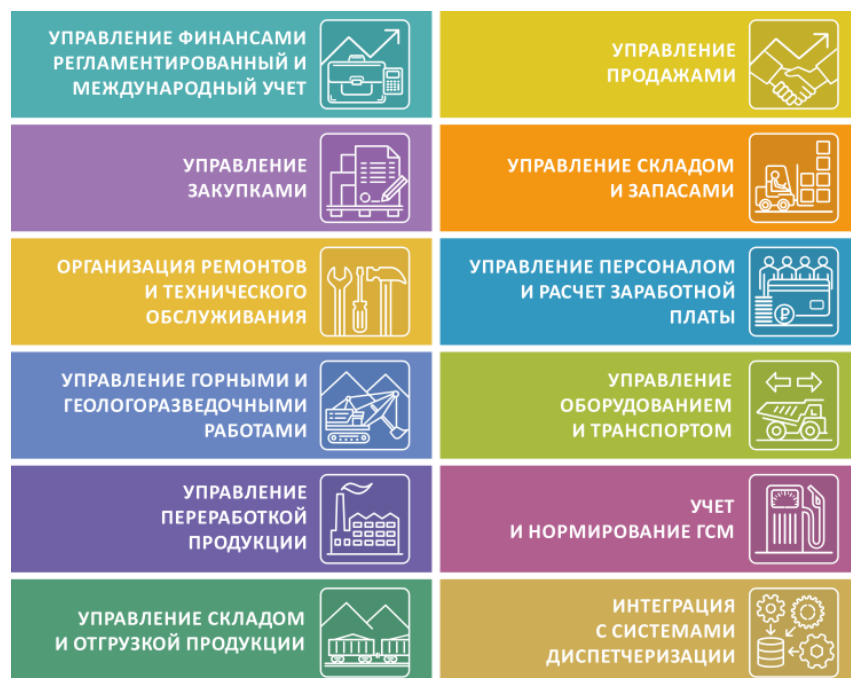 УПРАВЛЕНИЕ ФИНАНСАМИ
РЕГЛАМЕНТИРОВАННЫЙ И
МЕЖДУНАРОДНЫЙ УЧЕТ
УПРАВЛЕНИЕ
ПРОДАЖАМИ
УПРАВЛЕНИЕ
ЗАКУПКАМИ
УПРАВЛЕНИЕ СКЛАДОМ
И ЗАПАСАМИ
ОРГАНИЗАЦИЯ РЕМОНТОВ
И ТЕХНИЧЕСКОГО
ОБСЛУЖИВАНИЯ
УПРАВЛЕНИЕ ПЕРСОНАЛОМ
И РАСЧЕТ ЗАРАБОТНОЙ
ПЛАТЫ
₽
УПРАВЛЕНИЕ ГОРНЫМИ И
ГЕОЛОГОРАЗВЕДОЧНЫМИ
РАБОТАМИ
УПРАВЛЕНИЕ
ОБОРУДОВАНИЕМ
И ТРАНСПОРТОМ
УПРАВЛЕНИЕ
ПЕРЕРАБОТКОЙ
ПРОДУКЦИИ
УЧЕТ
И НОРМИРОВАНИЕ ГСМ
УПРАВЛЕНИЕ СКЛАДОМ
И ОТГРУЗКОЙ ПРОДУКЦИИ
ИНТЕГРАЦИЯ
С СИСТЕМАМИ
ДИСПЕТЧЕРИЗАЦИИ